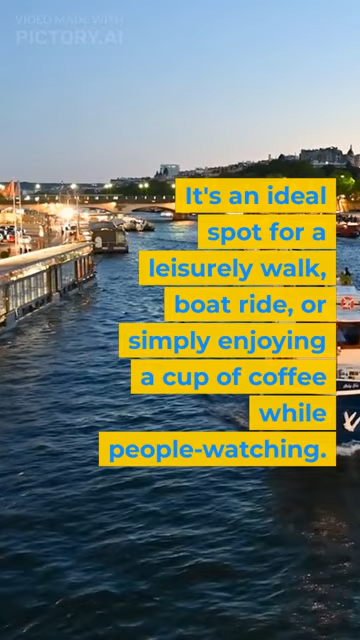 VIDEO MADE WITH
PICTORY.AI
It's an ideal
spot for a
leisurely walk,
boat ride, or
simply enjoying
a cup of coffee
while
people-watching.